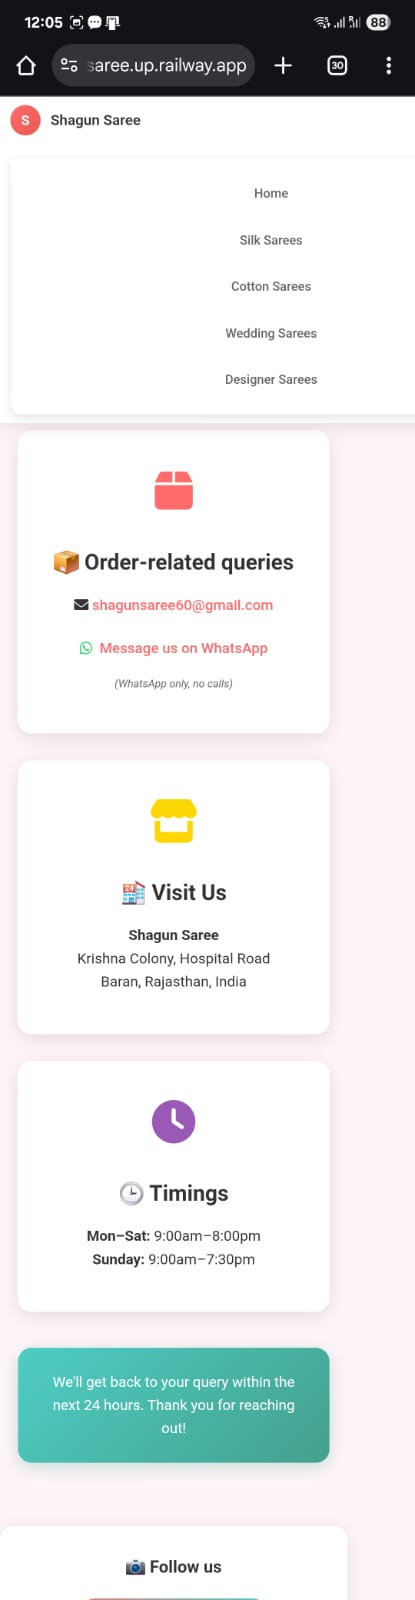 12:05
88
saree.up.railway.app
30
S Shagun Saree
Home
Silk Sarees
Cotton Sarees
Wedding Sarees
Designer Sarees
📦 Order-related queries
shagunsaree60@gmail.com
Message us on WhatsApp
(WhatsApp only, no calls)
🏪 Visit Us
Shagun Saree
Krishna Colony, Hospital Road
Baran, Rajasthan, India
🕒 Timings
Mon–Sat: 9:00am–8:00pm
Sunday: 9:00am–7:30pm
We'll get back to your query within the
next 24 hours. Thank you for reaching
out!
📷 Follow us